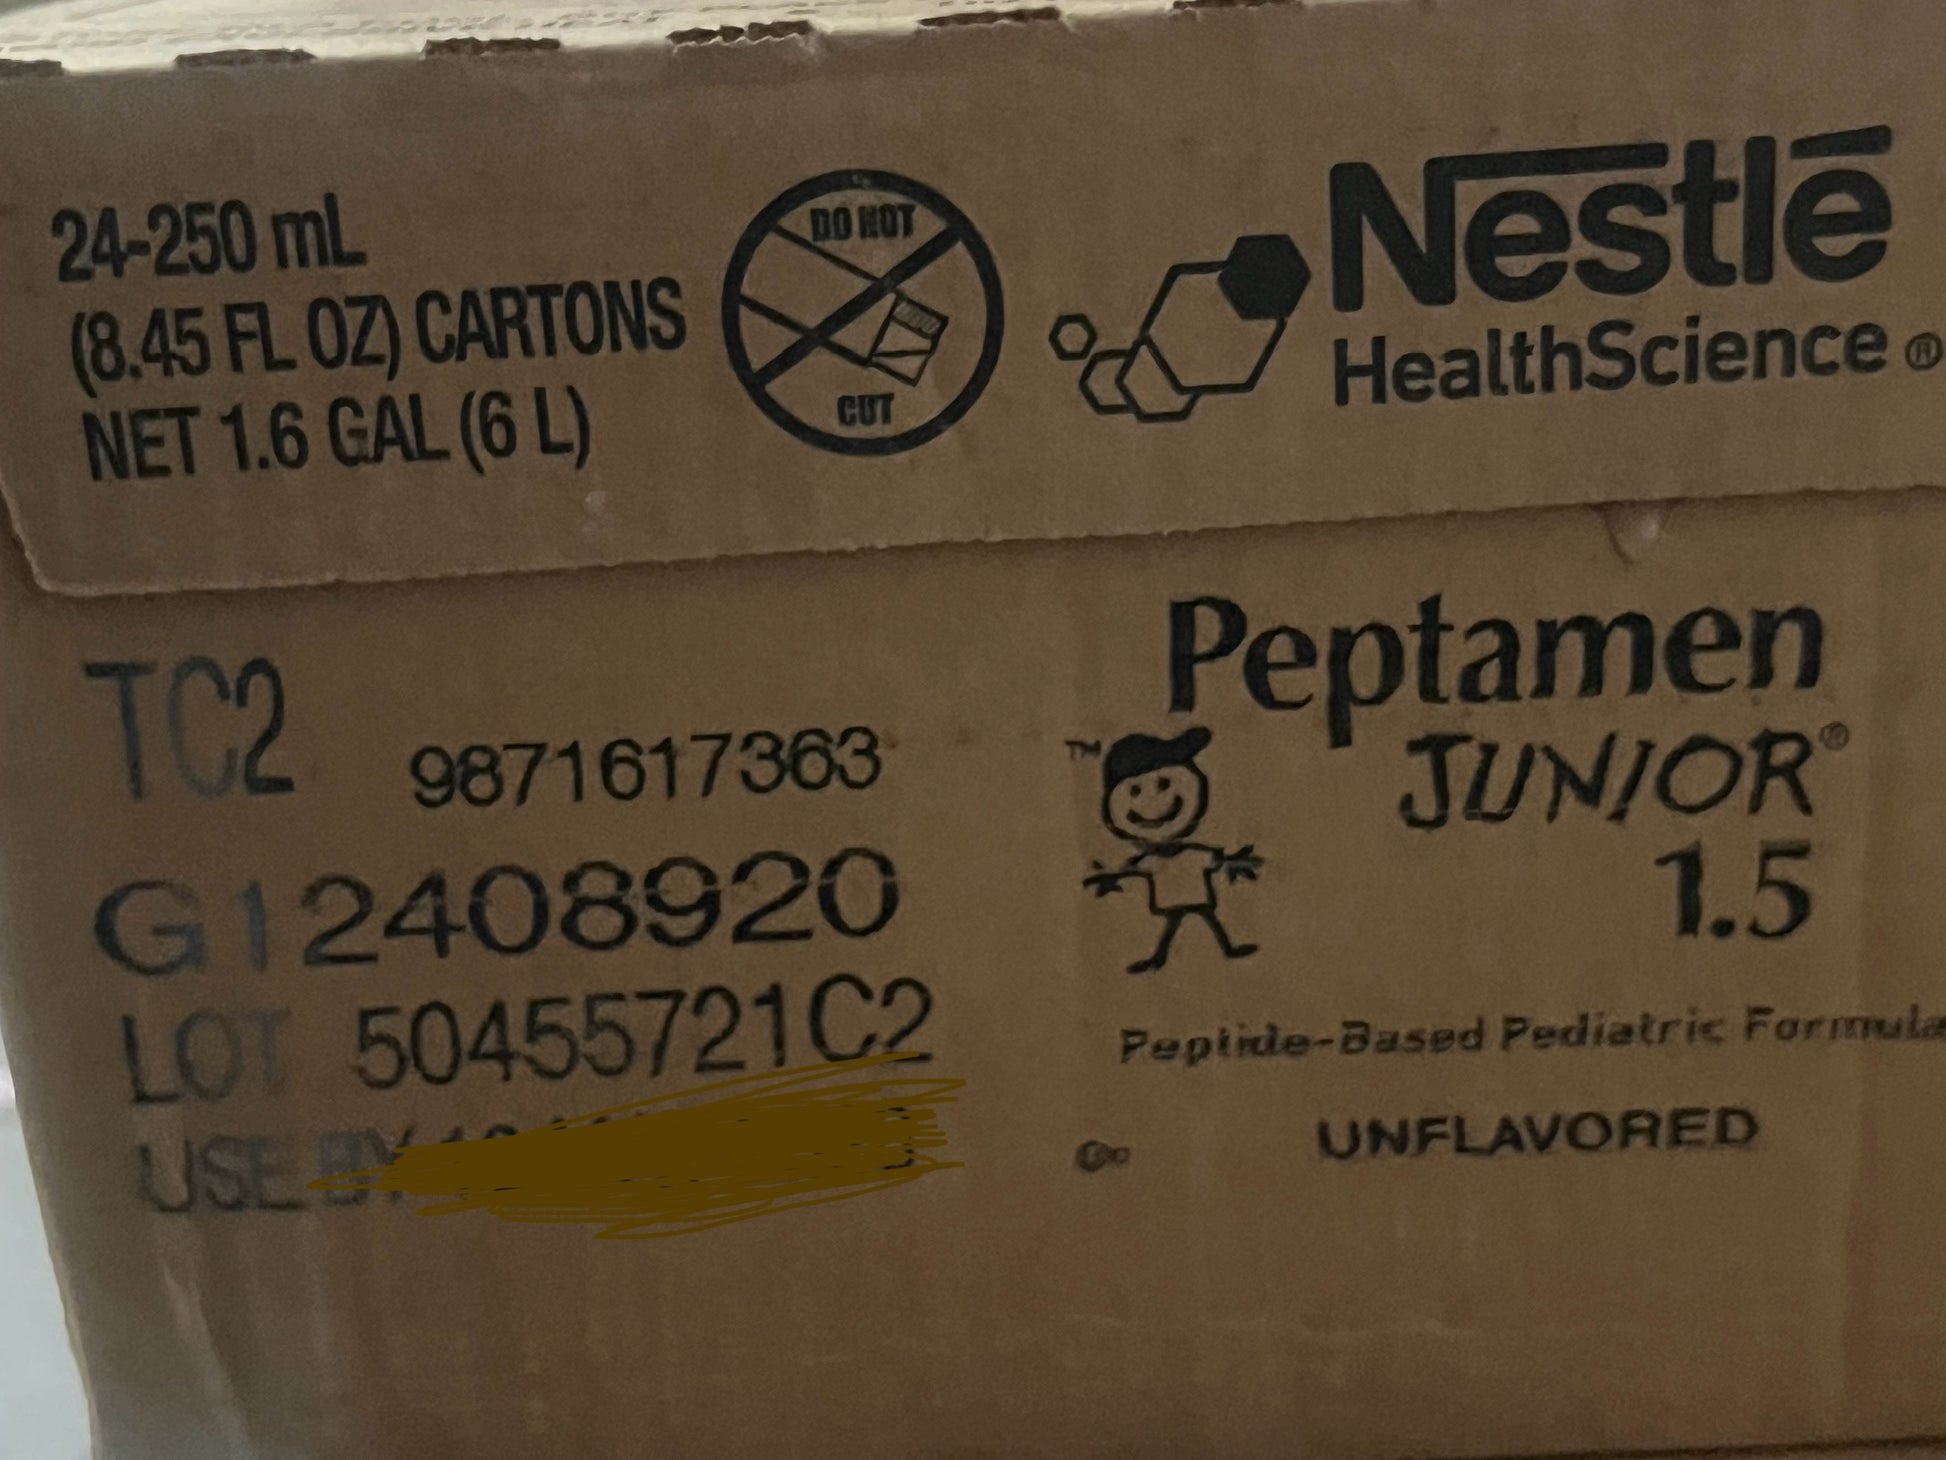 24-250 mL
(8.45 FL OZ) CARTONS
NET 1.6 GAL (6 L)
DO NOT
CUT
Nestlé
HealthScience®
TC2
9871617363
G12408920
LOT 50455721C2
USE BY
Peptamen
™
JUNIOR®
1.5
Peptide-Based Pediatric Formula
UNFLAVORED